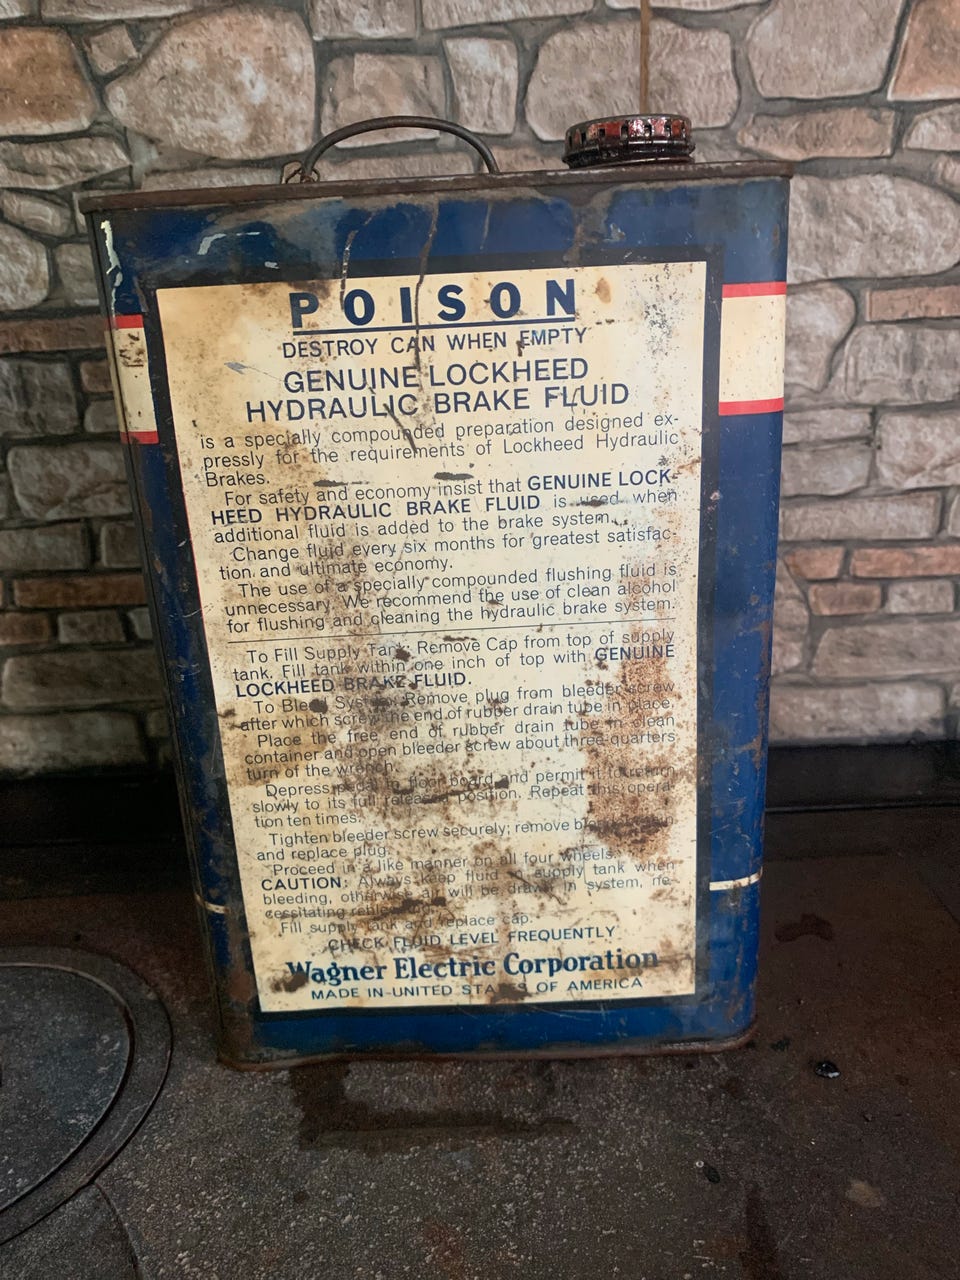 POISON
DESTROY CAN WHEN EMPTY
GENUINE LOCKHEED
HYDRAULIC BRAKE FLUID
is a specially compounded preparation designed ex-
pressly for the requirements of Lockheed Hydraulic
Brakes.
For safety and economy insist that GENUINE LOCK-
HEED HYDRAULIC BRAKE FLUID is used when
additional fluid is added to the brake system.
Change fluid every six months for greatest satisfac-
tion and ultimate economy.
The use of a specially compounded flushing fluid is
unnecessary. We recommend the use of clean alcohol
for flushing and cleaning the hydraulic brake system.
To Fill Supply Tank: Remove Cap from top of supply
tank. Fill tank within one inch of top with GENUINE
LOCKHEED BRAKE FLUID.
To Bleed System: Remove plug from bleeder screw
after which screw the end of rubber drain tube in place.
Place the free end of rubber drain tube in clean
container and open bleeder screw about three-quarters
turn of the wrench.
Depress pedal to floor board and permit it to return
slowly to its full released position. Repeat this opera-
tion ten times.
Tighten bleeder screw securely; remove
and replace plug.
Proceed in a like manner on all four wheels.
CAUTION: Always keep fluid in supply tank when
bleeding, otherwise air will be drawn in system, ne-
cessitating
Fill supply tank and replace cap.
CHECK FLUID LEVEL FREQUENTLY
Wagner Electric Corporation
MADE IN UNITED STATES OF AMERICA